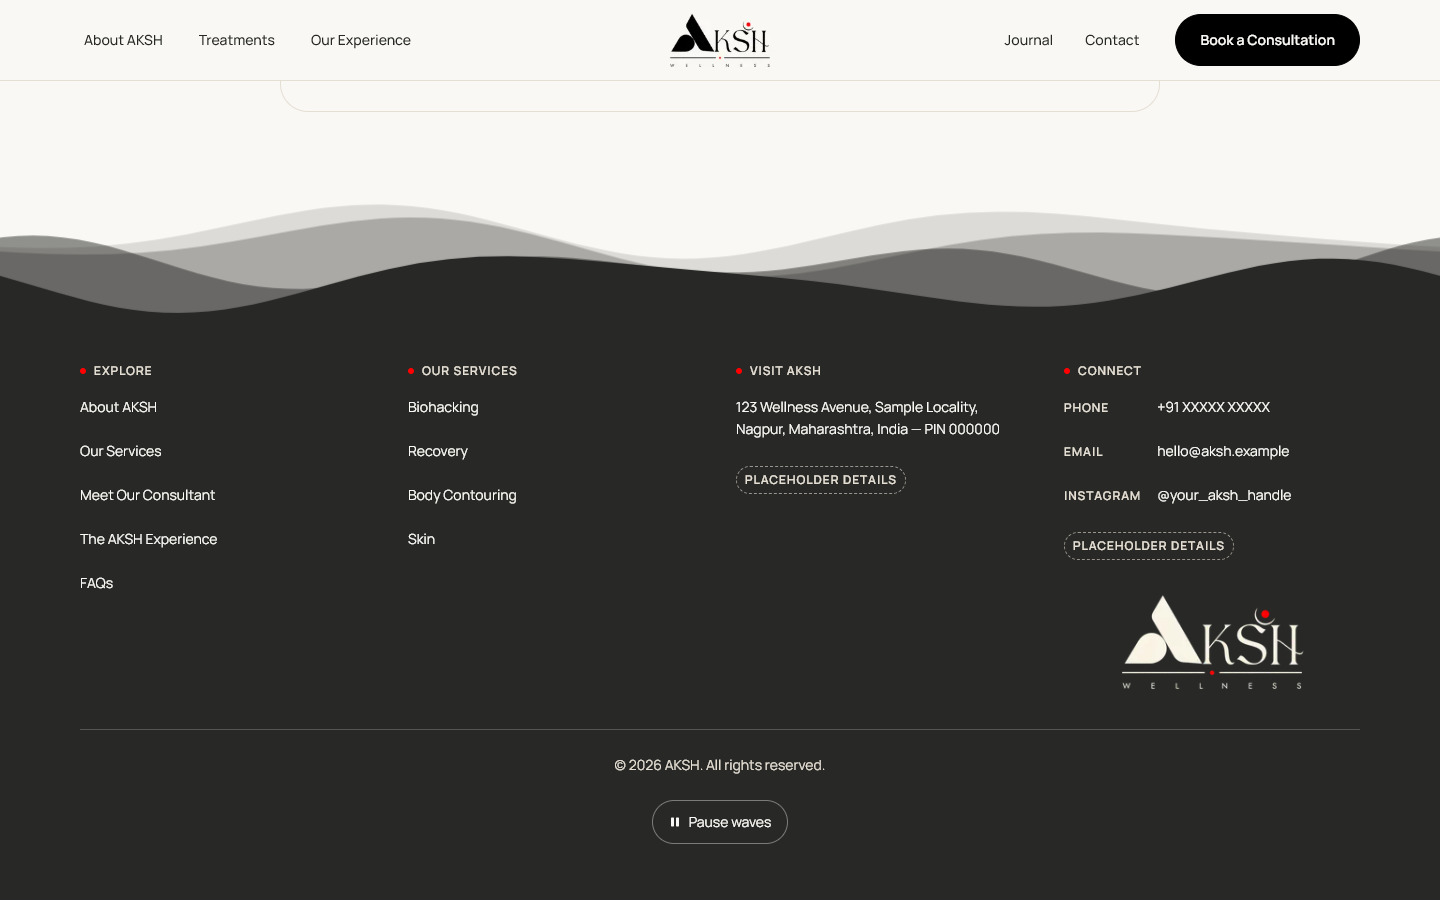 About AKSH
Treatments
Our Experience
AKSH
WELLNESS
Journal
Contact
Book a Consultation
EXPLORE
About AKSH
Our Services
Meet Our Consultant
The AKSH Experience
FAQs
OUR SERVICES
Biohacking
Recovery
Body Contouring
Skin
VISIT AKSH
123 Wellness Avenue, Sample Locality,
Nagpur, Maharashtra, India — PIN 000000
PLACEHOLDER DETAILS
CONNECT
PHONE +91 XXXXX XXXXX
EMAIL hello@aksh.example
INSTAGRAM @your_aksh_handle
PLACEHOLDER DETAILS
AKSH
WELLNESS
© 2026 AKSH. All rights reserved.
Pause waves